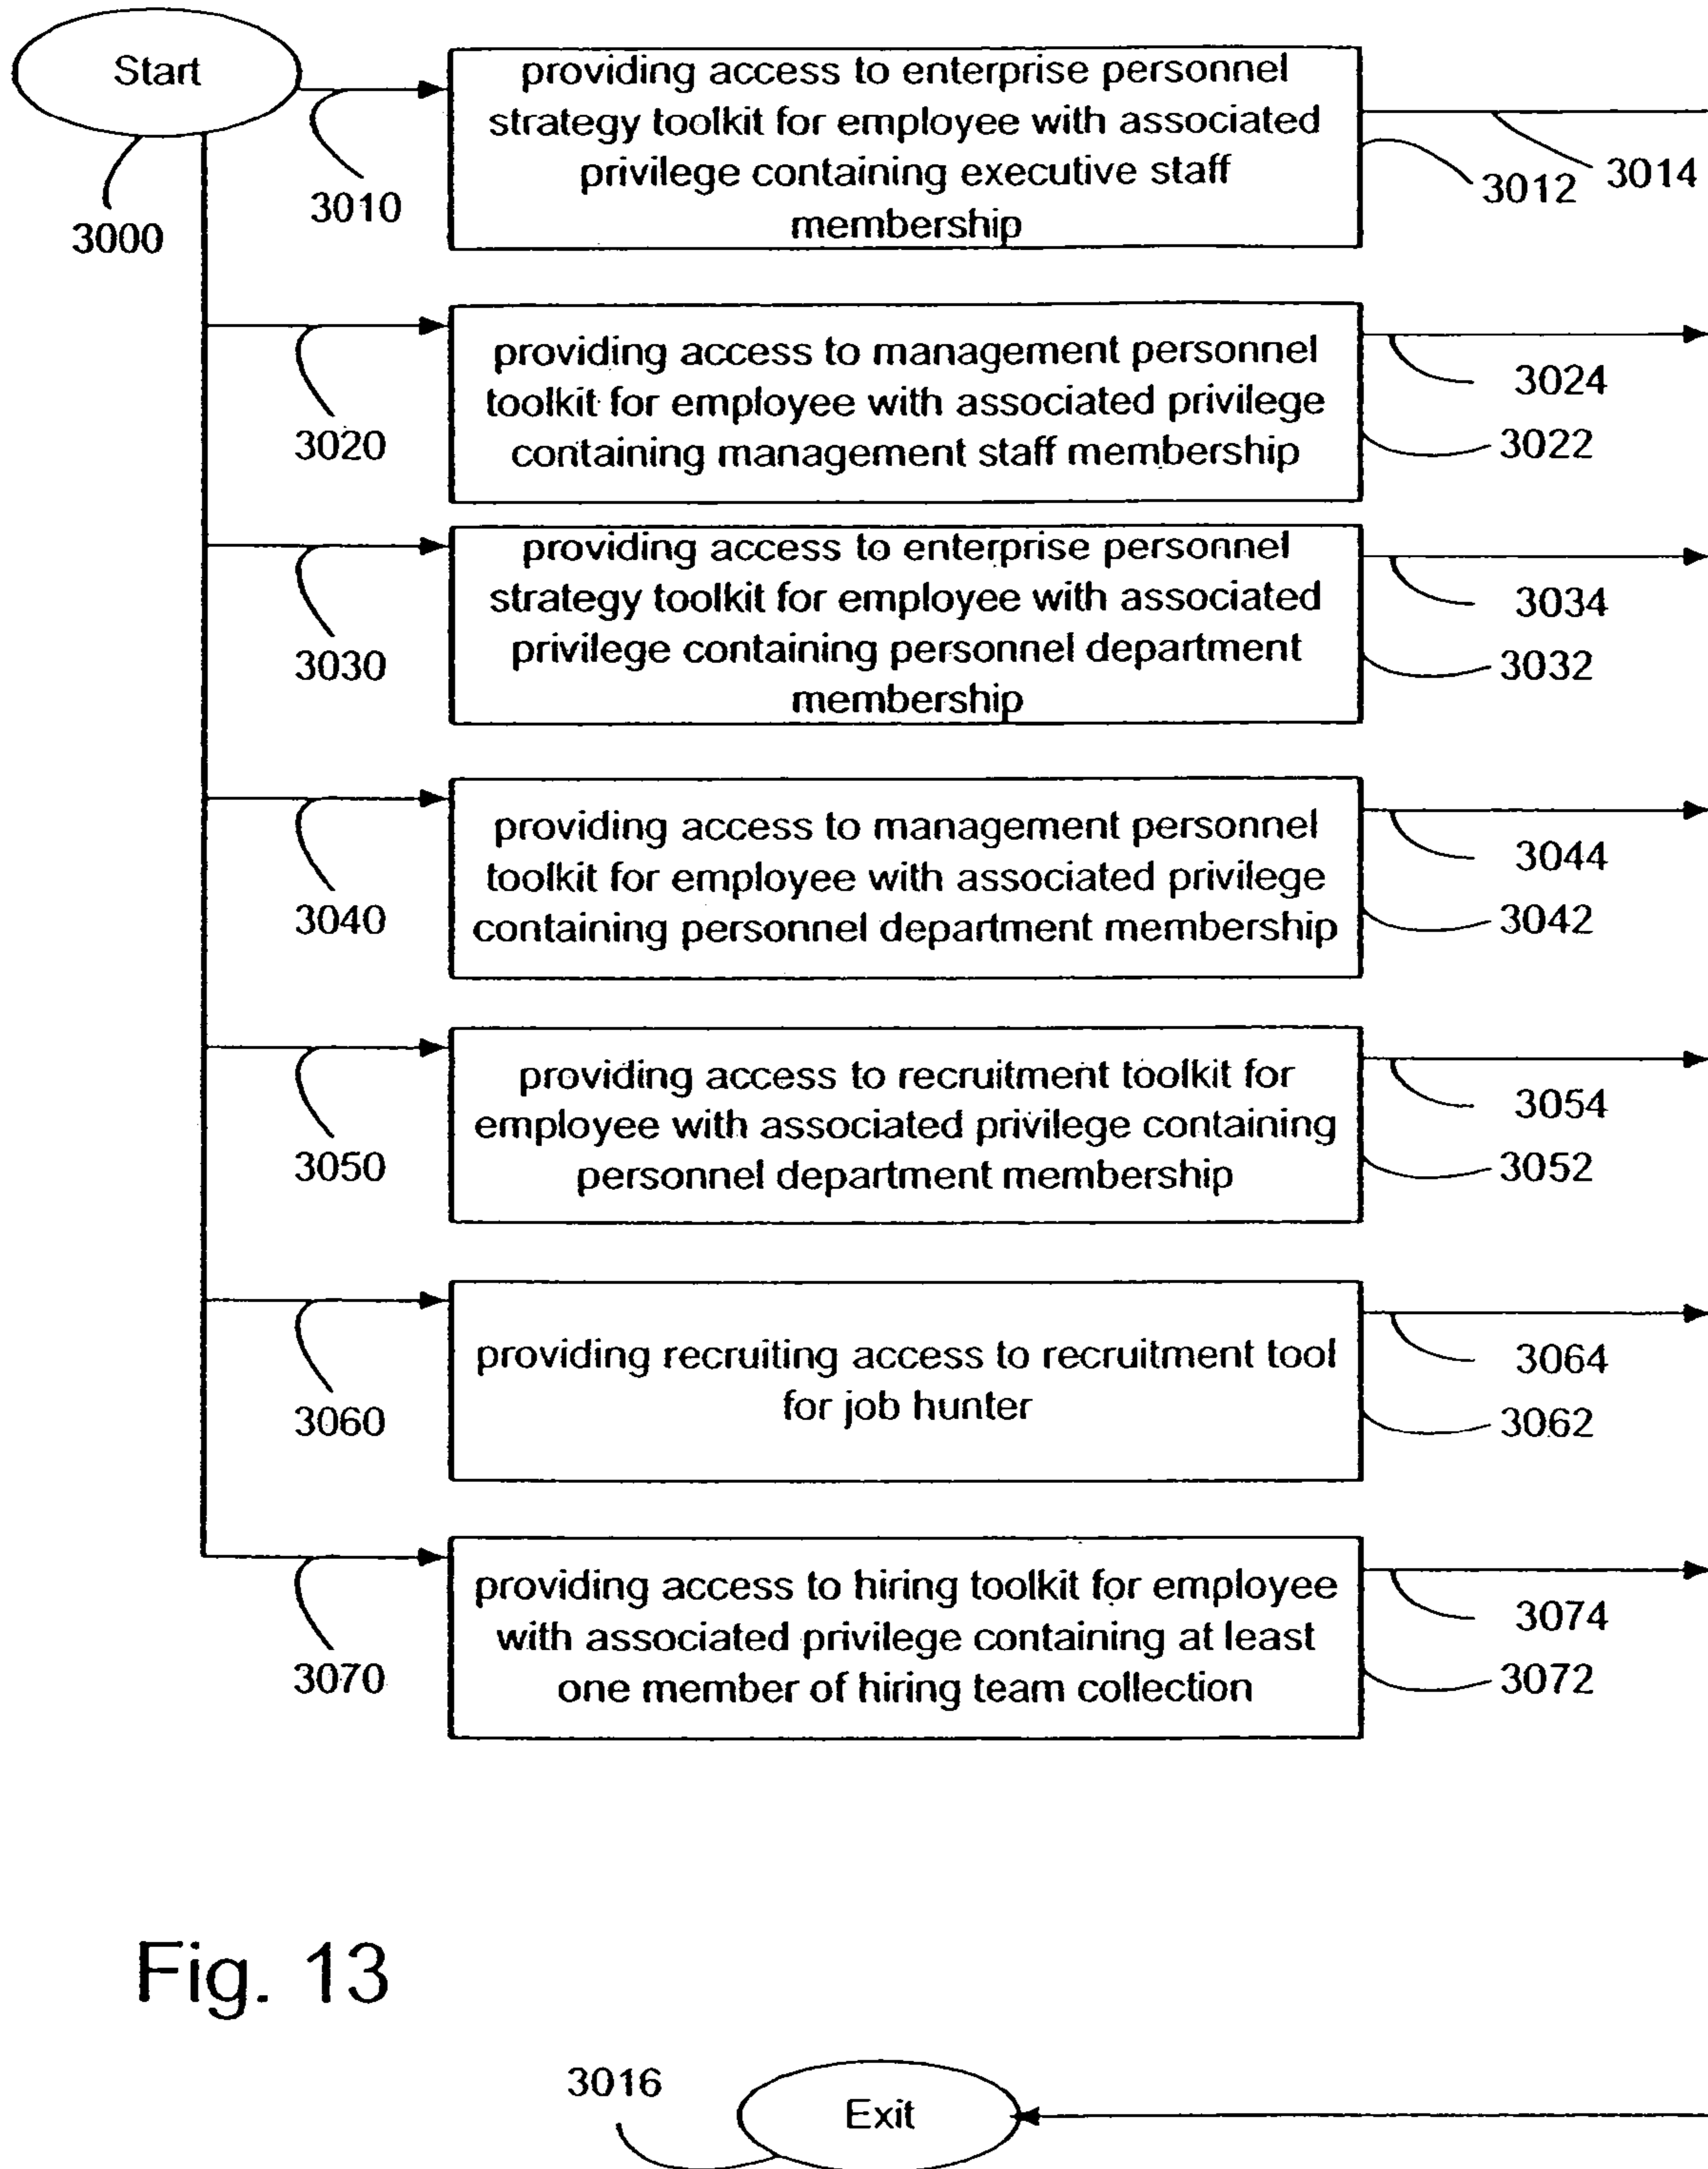 Start
3000
3010
providing access to enterprise personnel
strategy toolkit for employee with associated
privilege containing executive staff
membership
3012
3014
3020
providing access to management personnel
toolkit for employee with associated privilege
containing management staff membership
3024
3022
3030
providing access to enterprise personnel
strategy toolkit for employee with associated
privilege containing personnel department
membership
3034
3032
3040
providing access to management personnel
toolkit for employee with associated privilege
containing personnel department membership
3044
3042
3050
providing access to recruitment toolkit for
employee with associated privilege containing
personnel department membership
3054
3052
3060
providing recruiting access to recruitment tool
for job hunter
3064
3062
3070
providing access to hiring toolkit for employee
with associated privilege containing at least
one member of hiring team collection
3074
3072
Fig. 13
3016
Exit